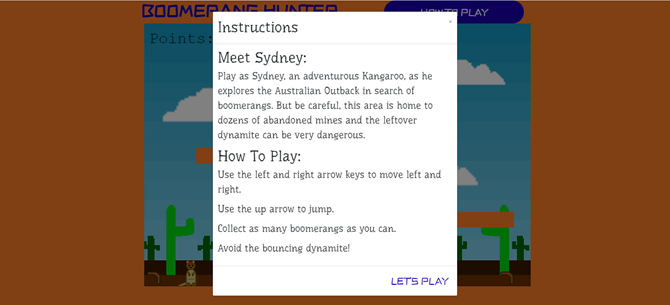 BOOMERANG HUNTER
HOW TO PLAY
Points:
Instructions
×
Meet Sydney:
Play as Sydney, an adventurous Kangaroo, as he
explores the Australian Outback in search of
boomerangs. But be careful, this area is home to
dozens of abandoned mines and the leftover
dynamite can be very dangerous.
How To Play:
Use the left and right arrow keys to move left and
right.
Use the up arrow to jump.
Collect as many boomerangs as you can.
Avoid the bouncing dynamite!
LETS PLAY